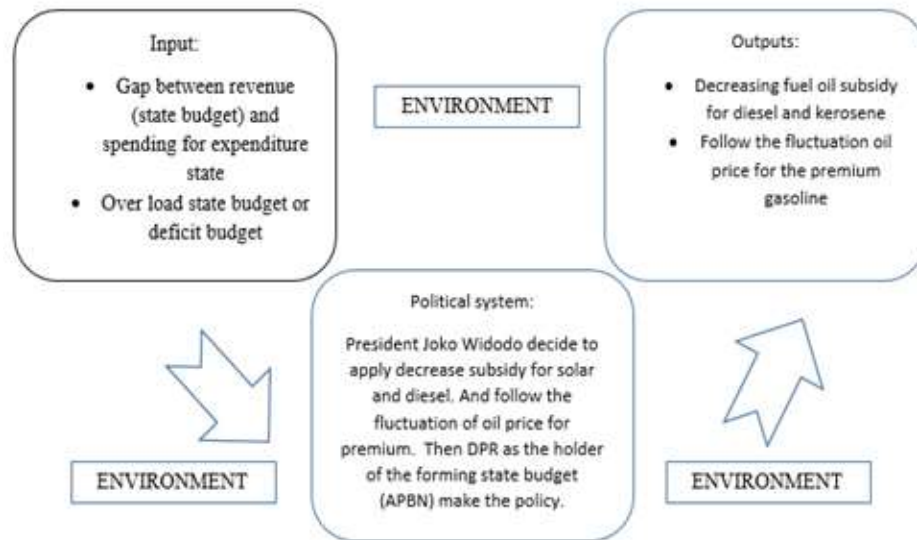 Input:
• Gap between revenue
(state budget) and
spending for expenditure
state
• Over load state budget or
deficit budget
ENVIRONMENT
Outputs:
• Decreasing fuel oil subsidy
for diesel and kerosene
• Follow the fluctuation oil
price for the premium
gasoline
Political system:
President Joko Widodo decide to
apply decrease subsidy for solar
and diesel. And follow the
fluctuation of oil price for
premium. Then DPR as the holder
of the forming state budget
(APBN) make the policy.
ENVIRONMENT
ENVIRONMENT